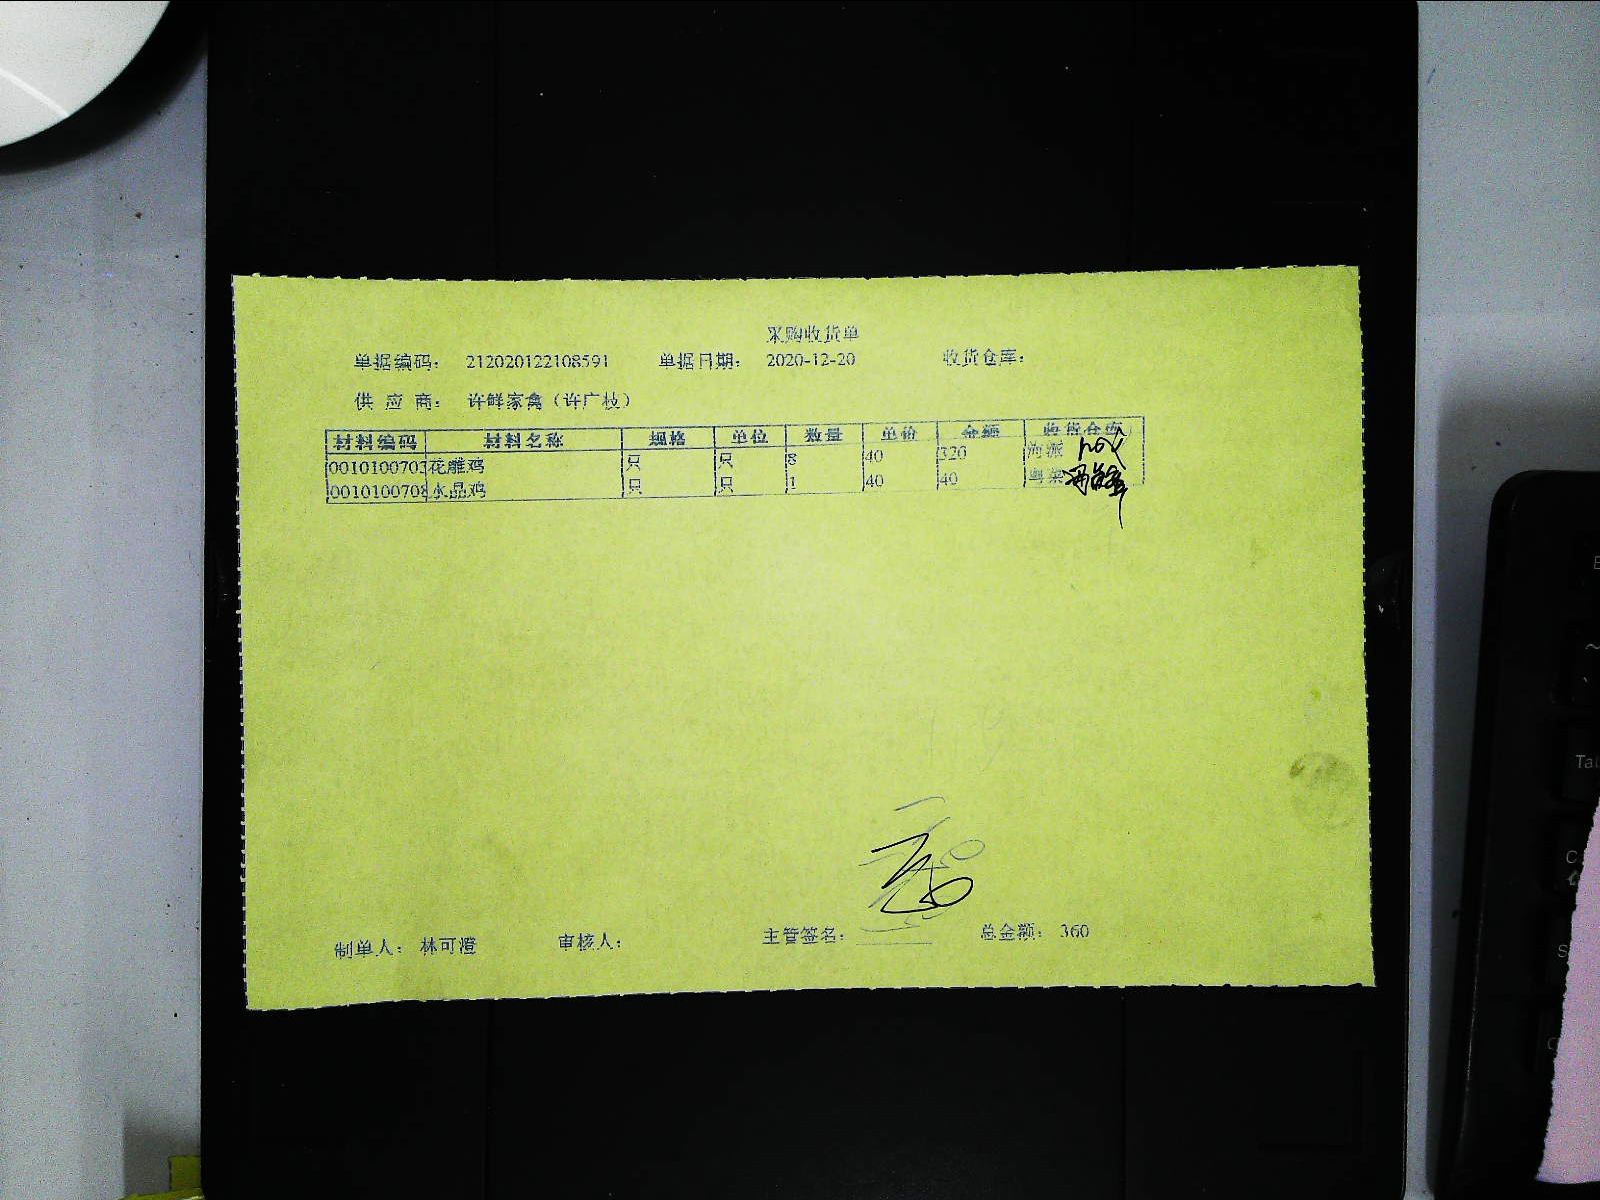 采购收货单
单据编码： 212020122108591 单据日期： 2020-12-20 收货仓库：
供 应 商： 许鲜家禽（许广枝）
材料编码 材料名称 规格 单位 数量 单价 金额 收货仓库
0010100703 花雕鸡 只 只 8 40 320 海派
0010100708 水晶鸡 只 只 1 40 40 粤菜
制单人： 林可澄 审核人： 主管签名： 总金额： 360